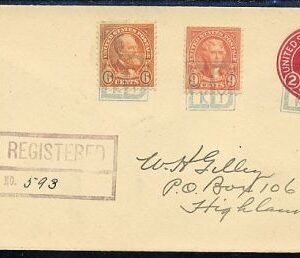 UNITED STATES POSTAGE
UNITED STATES POSTAGE
UNITED S
6 CENTS 6
9 CENTS 9
2
REGISTERED
NO. 593
W H Gilley
P.O. Box 106
Highlan